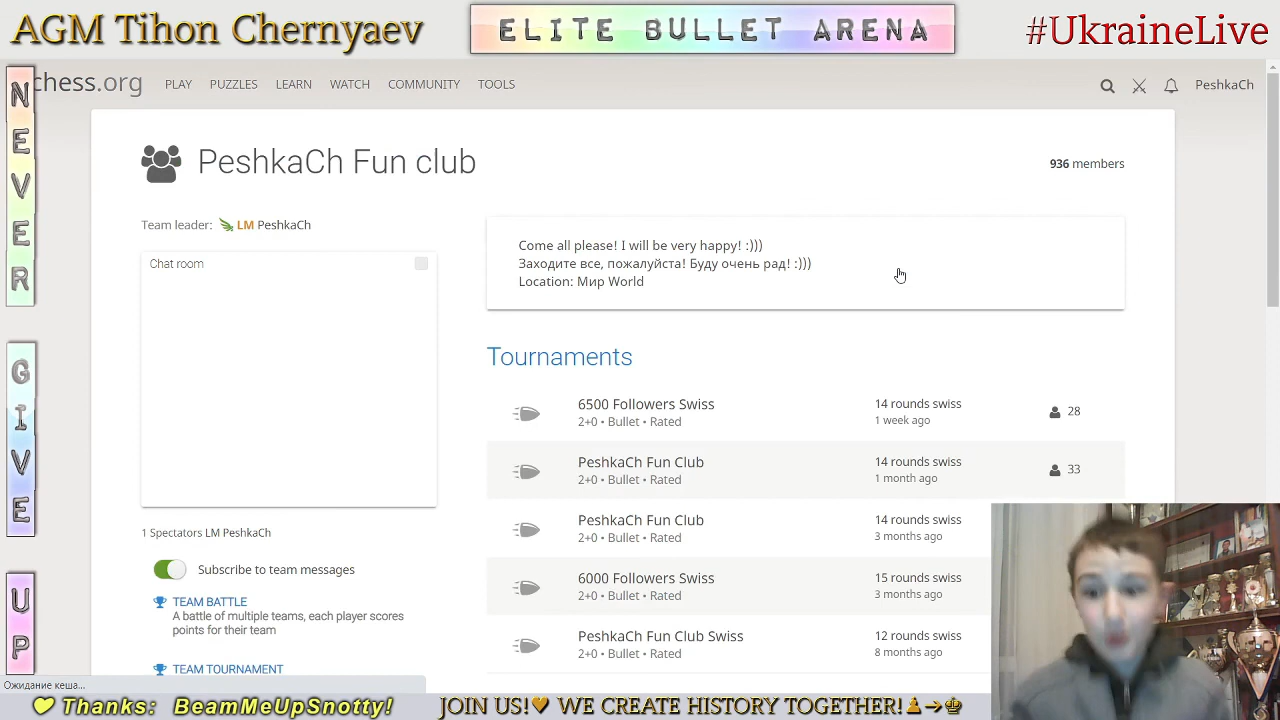 AGM Tihon Chernyaev
ELITE BULLET ARENA
#UkraineLive
NEVER
GIVE
UP
chess.org
PLAY PUZZLES LEARN WATCH COMMUNITY TOOLS
PeshkaCh
PeshkaCh Fun club
936 members
Team leader: LM PeshkaCh
Chat room
Come all please! I will be very happy! :)))
Заходите все, пожалуйста! Буду очень рад! :)))
Location: Мир World
Tournaments
6500 Followers Swiss
2+0 • Bullet • Rated
14 rounds swiss
1 week ago
28
PeshkaCh Fun Club
2+0 • Bullet • Rated
14 rounds swiss
1 month ago
33
PeshkaCh Fun Club
2+0 • Bullet • Rated
14 rounds swiss
3 months ago
6000 Followers Swiss
2+0 • Bullet • Rated
15 rounds swiss
3 months ago
PeshkaCh Fun Club Swiss
2+0 • Bullet • Rated
12 rounds swiss
8 months ago
1 Spectators LM PeshkaCh
Subscribe to team messages
TEAM BATTLE
A battle of multiple teams, each player scores
points for their team
TEAM TOURNAMENT
Ожидание кеша...
Thanks: BeamMeUpSnotty!
JOIN US!🧡 WE CREATE HISTORY TOGETHER!♟→♚